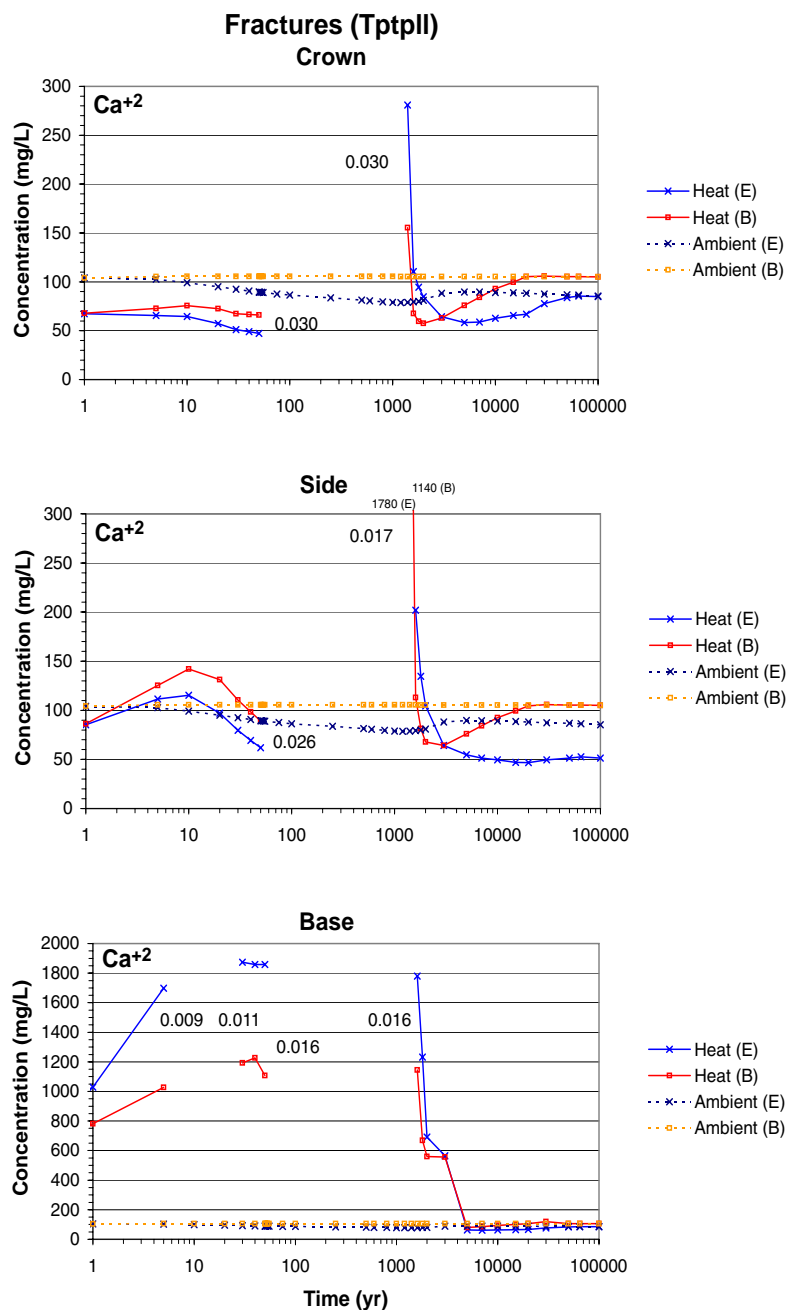 Fractures (Tptpll)
Crown
Ca+2
Concentration (mg/L)
300
250
200
150
100
50
0
0.030
0.030
1
10
100
1000
10000
100000
Heat (E)
Heat (B)
Ambient (E)
Ambient (B)
Side
1140 (B)
1780 (E)
Ca+2
Concentration (mg/L)
300
250
200
150
100
50
0
0.017
0.026
1
10
100
1000
10000
100000
Heat (E)
Heat (B)
Ambient (E)
Ambient (B)
Base
Ca+2
Concentration (mg/L)
2000
1800
1600
1400
1200
1000
800
600
400
200
0
0.009
0.011
0.016
0.016
1
10
100
1000
10000
100000
Time (yr)
Heat (E)
Heat (B)
Ambient (E)
Ambient (B)